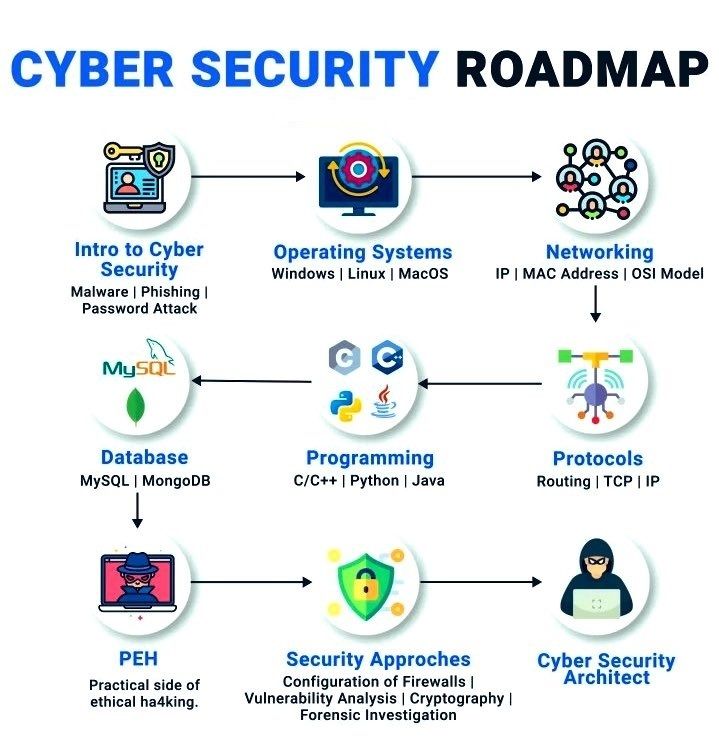 CYBER SECURITY ROADMAP
Intro to Cyber
Security
Malware | Phishing |
Password Attack
Operating Systems
Windows | Linux | MacOS
Networking
IP | MAC Address | OSI Model
Protocols
Routing | TCP | IP
C
C++
Programming
C/C++ | Python | Java
MySQL
Database
MySQL | MongoDB
PEH
Practical side of
ethical ha4king.
Security Approches
Configuration of Firewalls |
Vulnerability Analysis | Cryptography |
Forensic Investigation
Cyber Security
Architect